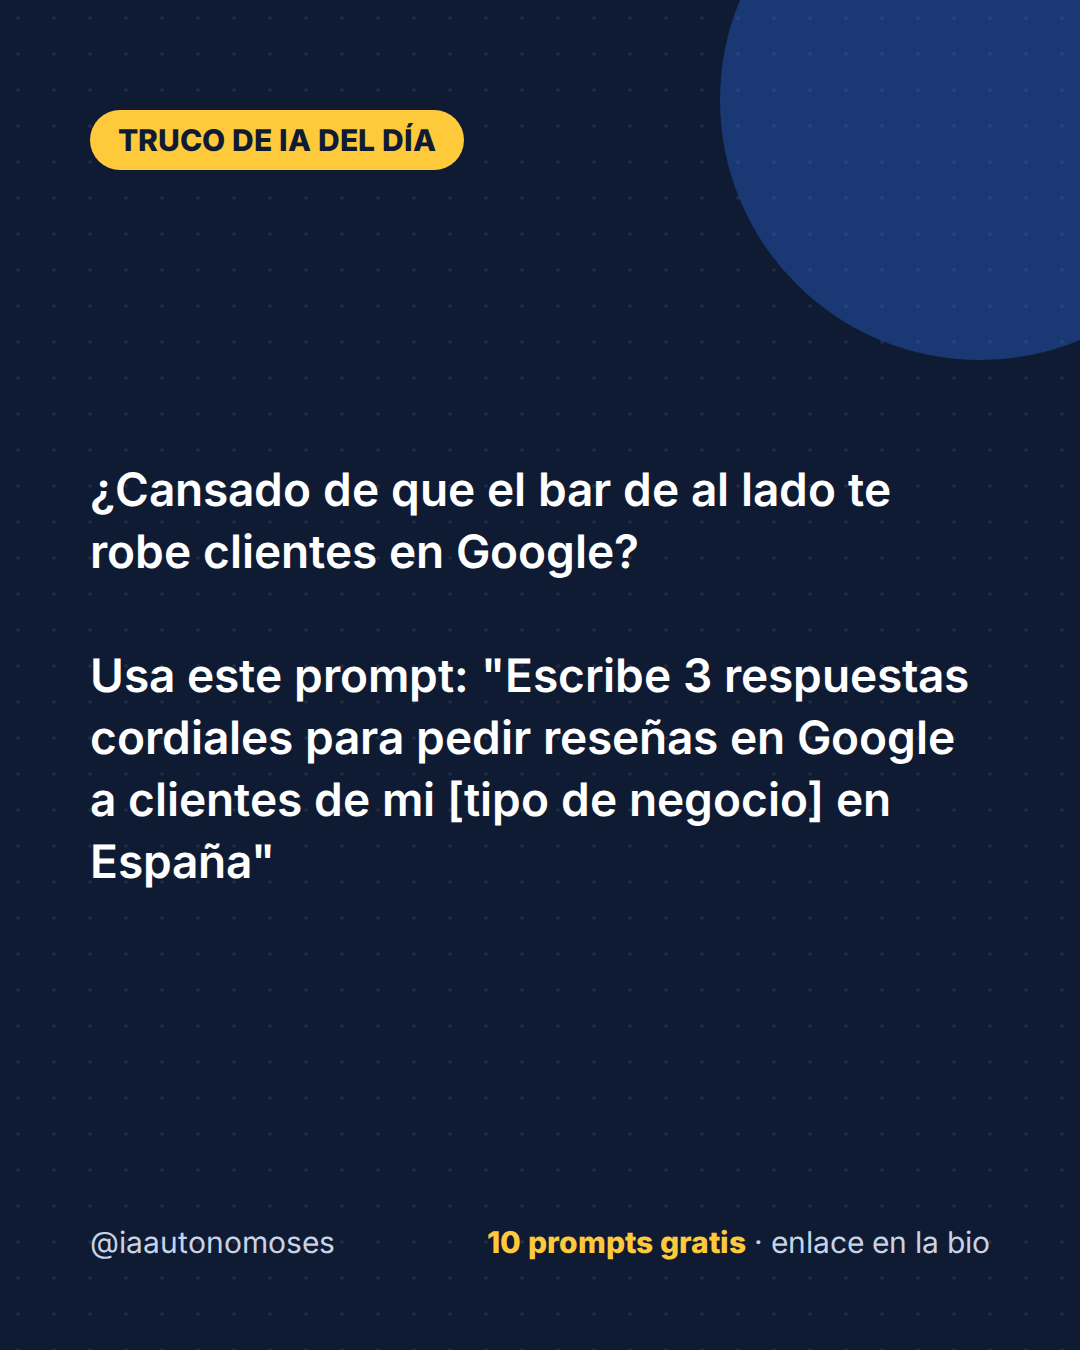 TRUCO DE IA DEL DÍA
¿Cansado de que el bar de al lado te
robe clientes en Google?
Usa este prompt: "Escribe 3 respuestas
cordiales para pedir reseñas en Google
a clientes de mi [tipo de negocio] en
España"
@iaautonomoses
10 prompts gratis · enlace en la bio